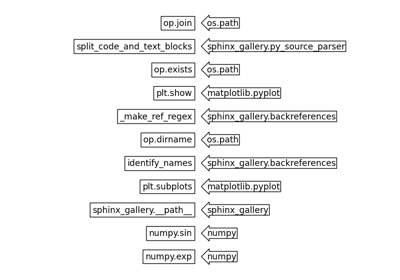 op.join os.path
split_code_and_text_blocks sphinx_gallery.py_source_parser
op.exists os.path
plt.show matplotlib.pyplot
_make_ref_regex sphinx_gallery.backreferences
op.dirname os.path
identify_names sphinx_gallery.backreferences
plt.subplots matplotlib.pyplot
sphinx_gallery.__path__ sphinx_gallery
numpy.sin numpy
numpy.exp numpy